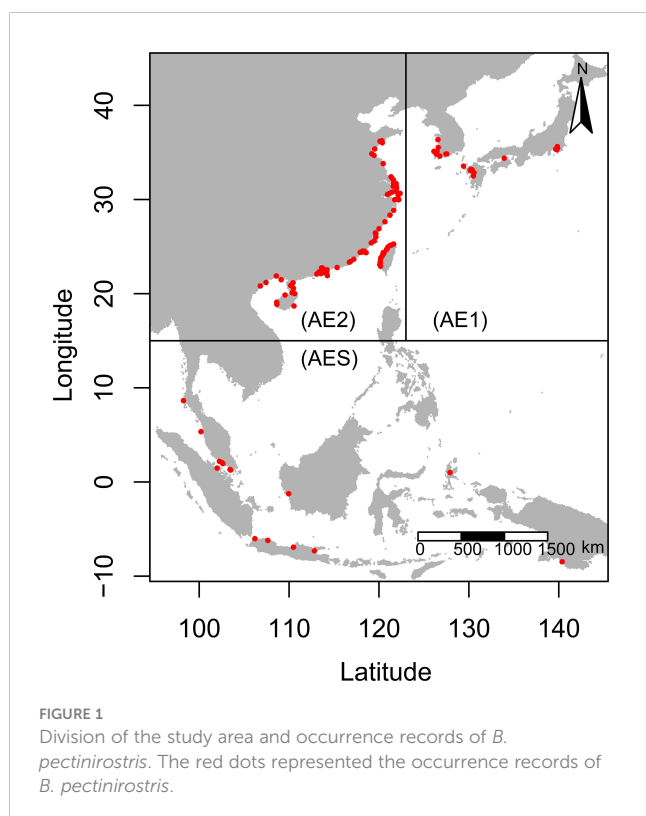 N
40
30
20
10
0
−10
Longitude
(AE2)
(AE1)
(AES)
0 500 1000 1500 km
100 110 120 130 140
Latitude
FIGURE 1
Division of the study area and occurrence records of B.
pectinirostris. The red dots represented the occurrence records of
B. pectinirostris.